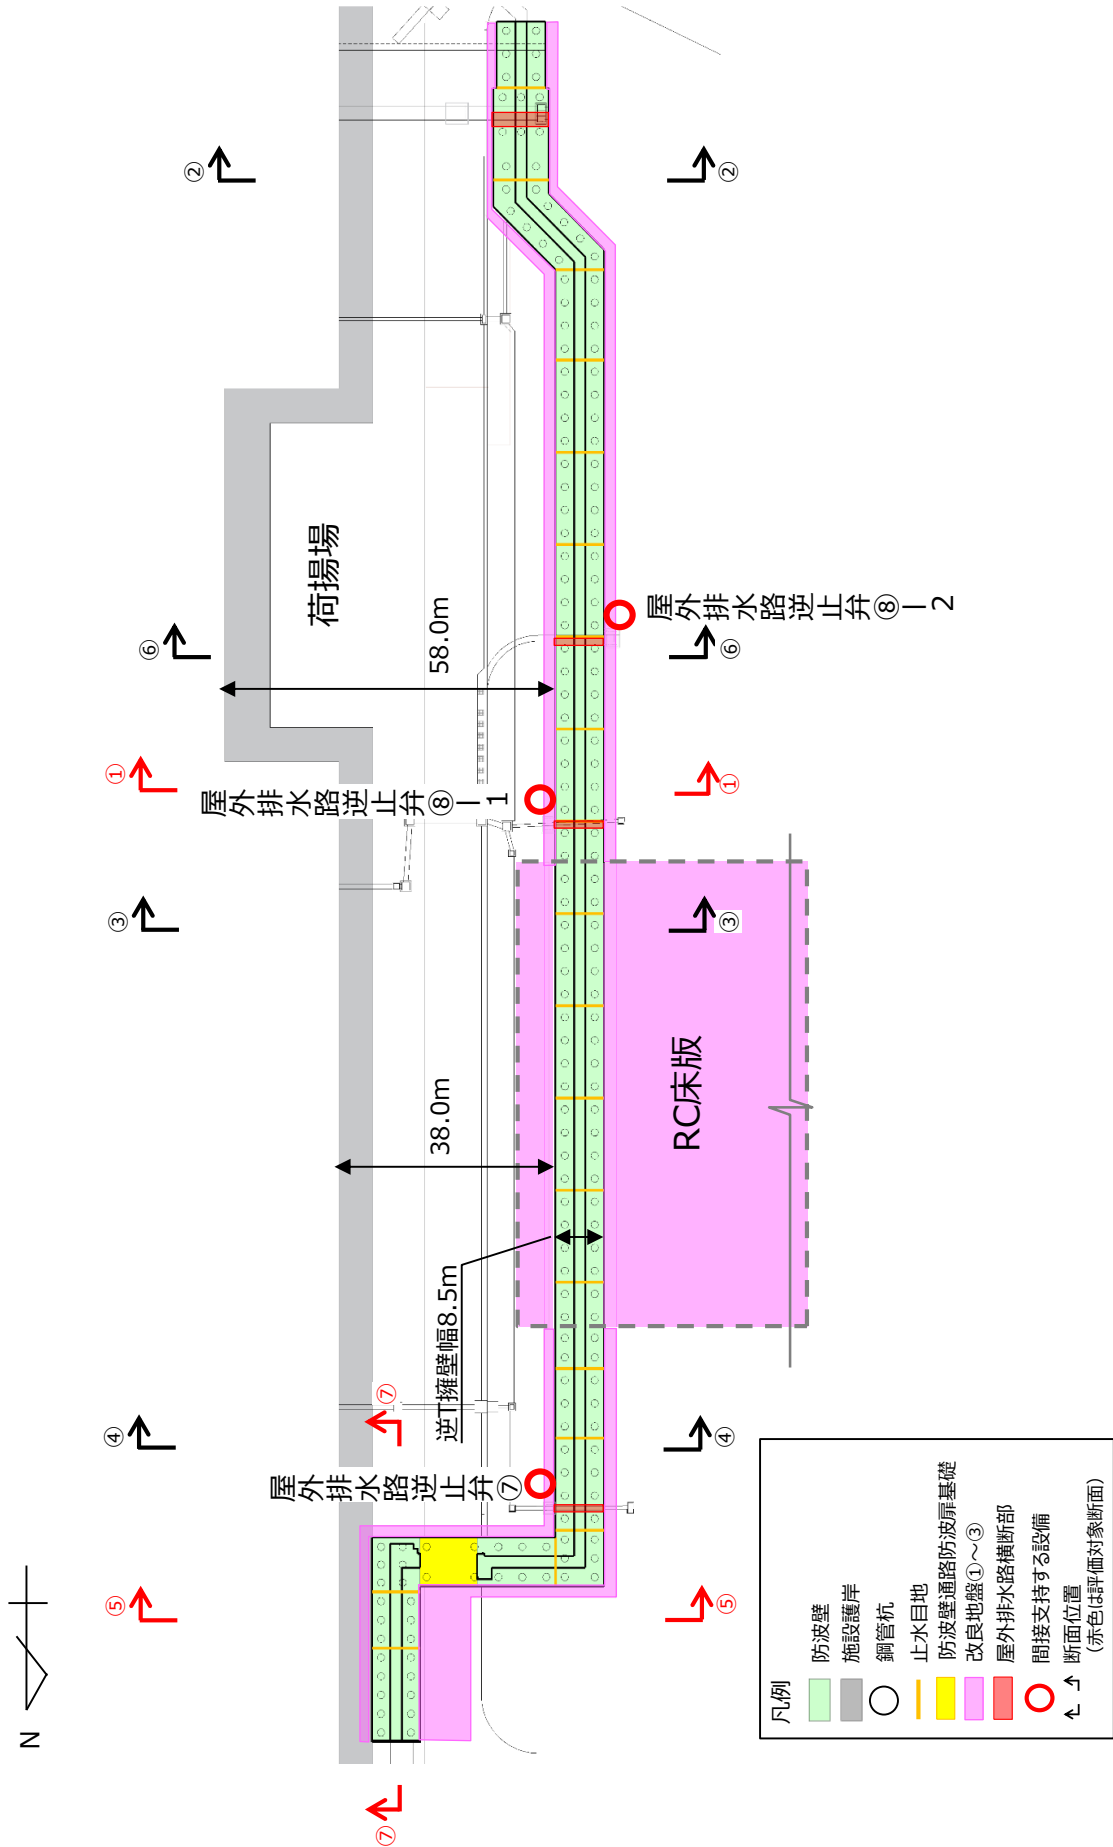 N
②
②
⑥
⑥
①
①
③
③
④
④
⑤
⑤
⑦
⑦
荷揚場
58.0m
38.0m
逆T擁壁幅8.5m
RC床版
屋外排水路逆止弁⑧ー1
屋外排水路逆止弁⑧ー2
屋外排水路逆止弁⑦
凡例
防波壁
施設護岸
鋼管杭
止水目地
防波壁通路防波扉基礎
改良地盤①～③
屋外排水路横断部
間接支持する設備
断面位置
(赤色は評価対象断面)